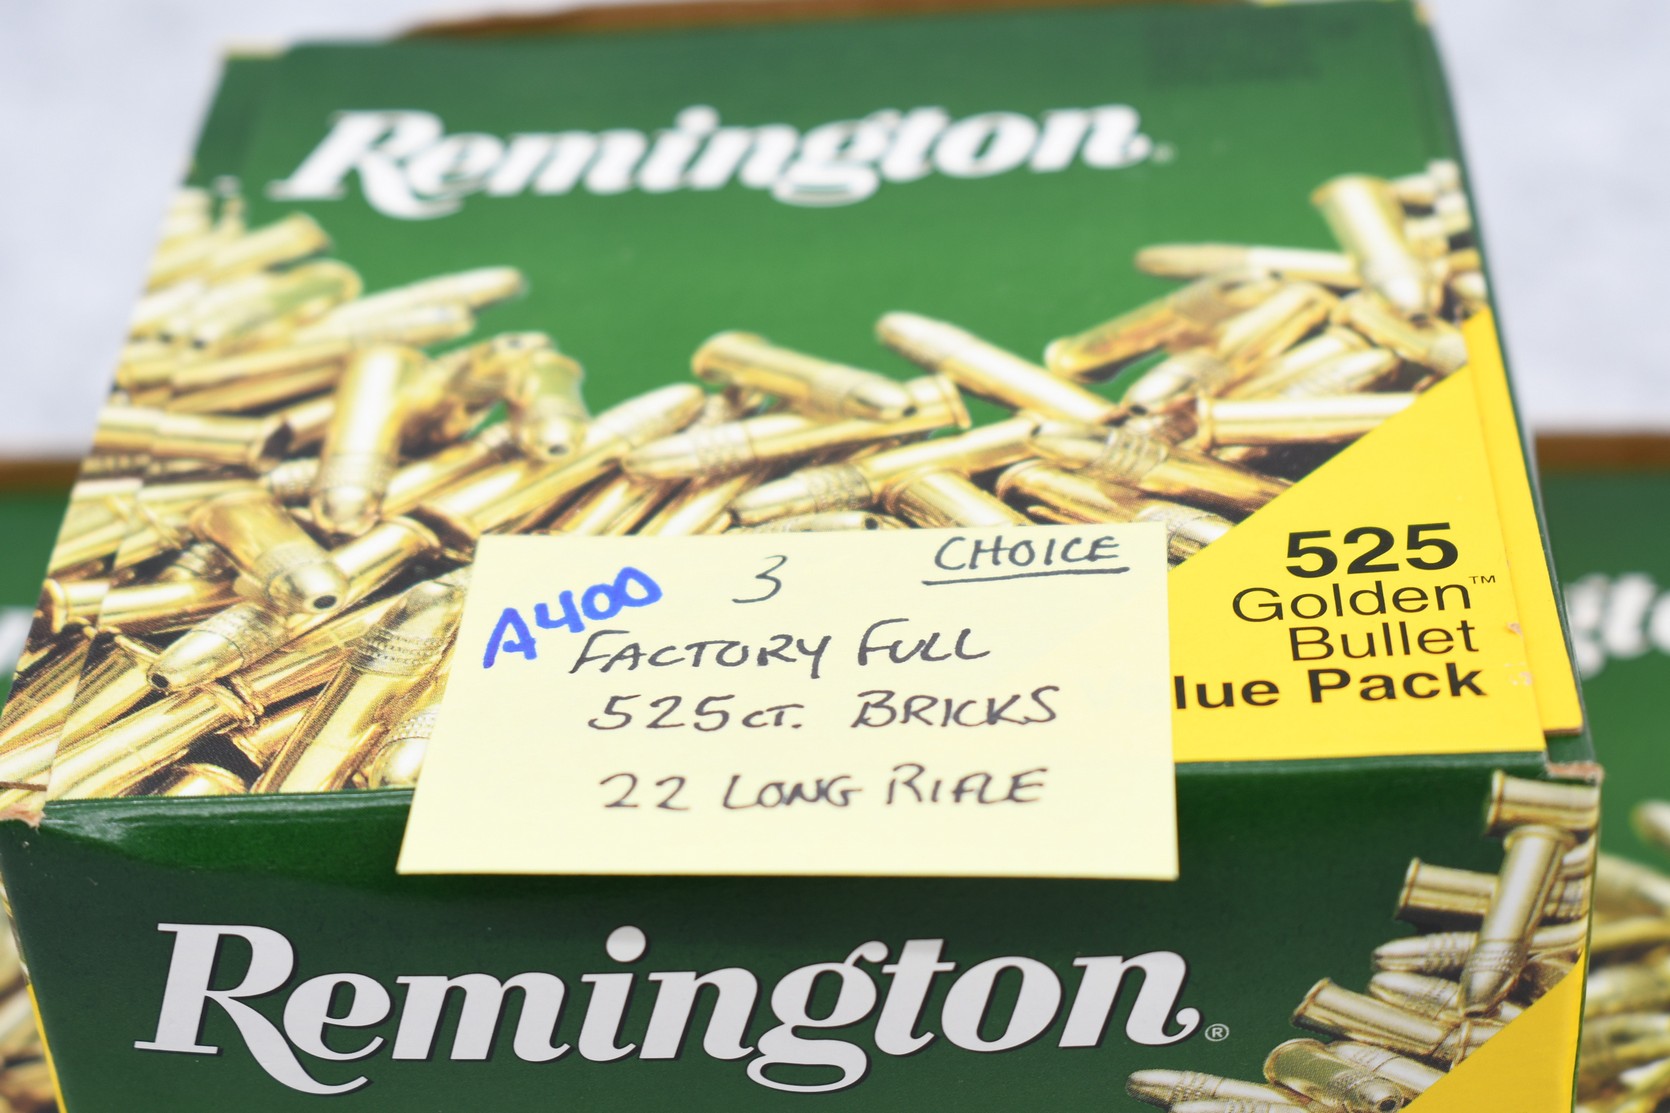 Remington
525
Golden™
Bullet
lue Pack
3 CHOICE
A400
FACTORY FULL
525 CT. BRICKS
22 LONG RIFLE
Remington®